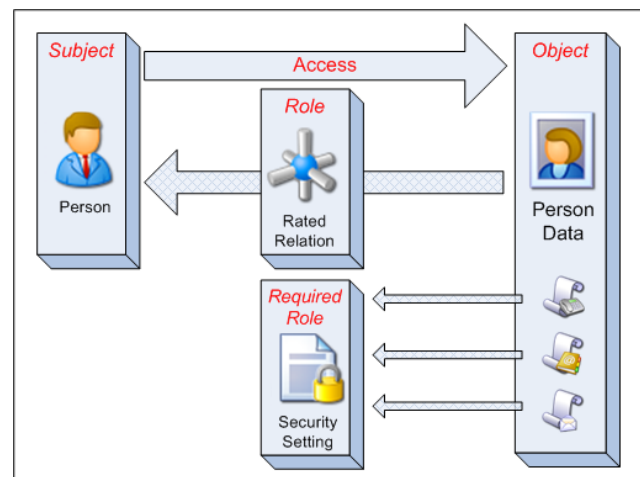 Subject
Person
Access
Role
Rated
Relation
Required
Role
Security
Setting
Object
Person
Data